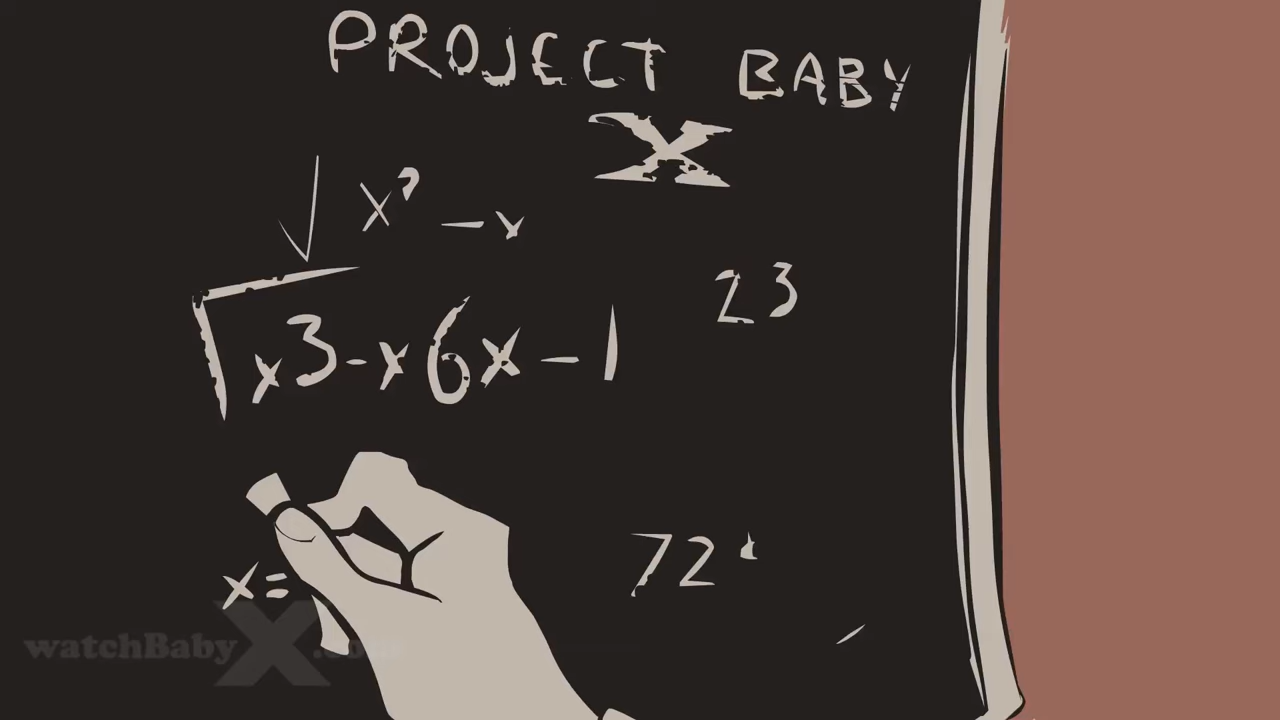 PROJECT BABY
X
√ x² - x
x3-x6x-1
23
x=
72
watchBabyX.com